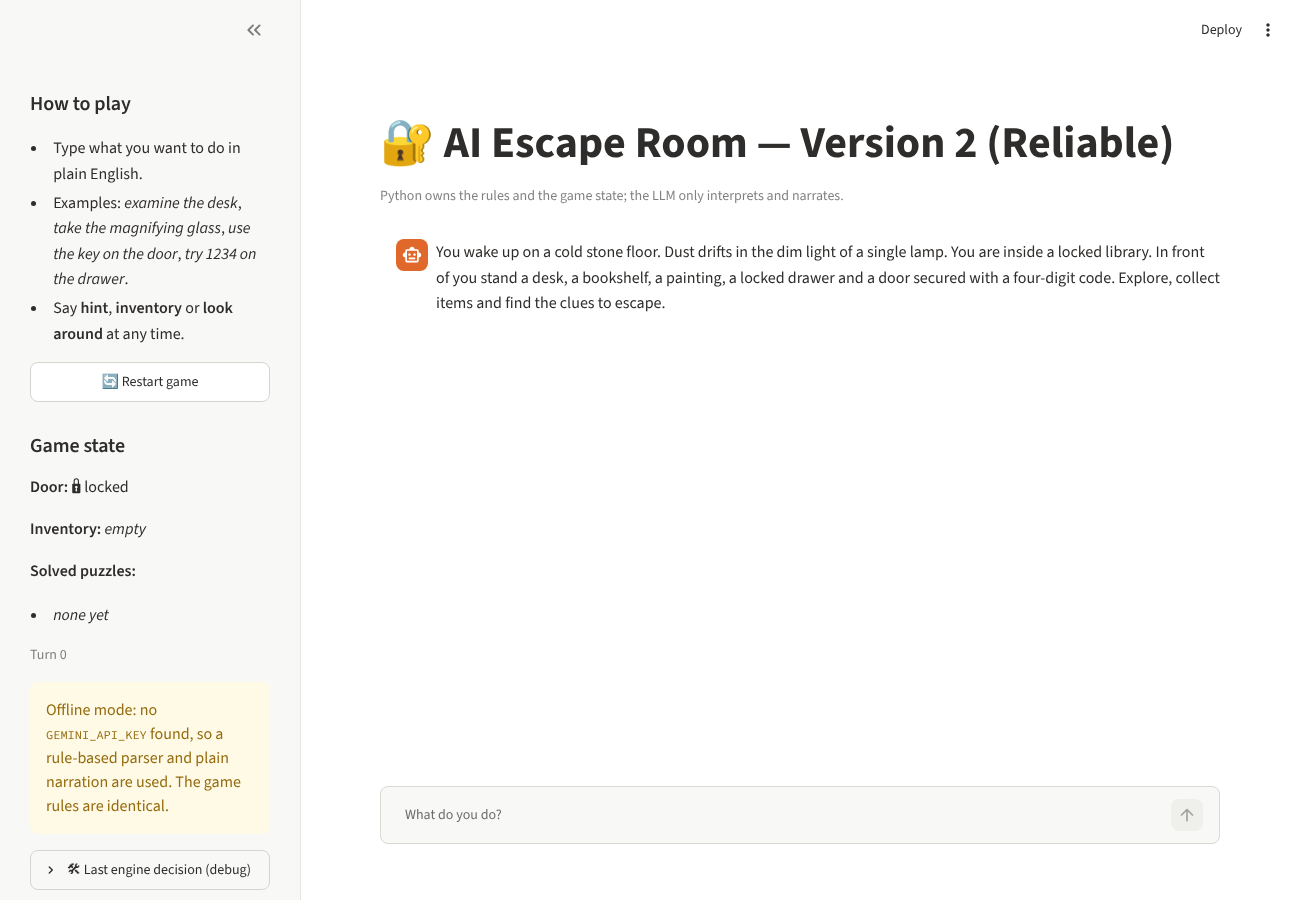 Deploy
How to play
Type what you want to do in
plain English.
Examples: examine the desk,
take the magnifying glass, use
the key on the door, try 1234 on
the drawer.
Say hint, inventory or look
around at any time.
Restart game
Game state
Door: locked
Inventory: empty
Solved puzzles:
none yet
Turn 0
Offline mode: no
GEMINI_API_KEY found, so a
rule-based parser and plain
narration are used. The game
rules are identical.
Last engine decision (debug)
AI Escape Room — Version 2 (Reliable)
Python owns the rules and the game state; the LLM only interprets and narrates.
You wake up on a cold stone floor. Dust drifts in the dim light of a single lamp. You are inside a locked library. In front
of you stand a desk, a bookshelf, a painting, a locked drawer and a door secured with a four-digit code. Explore, collect
items and find the clues to escape.
What do you do?